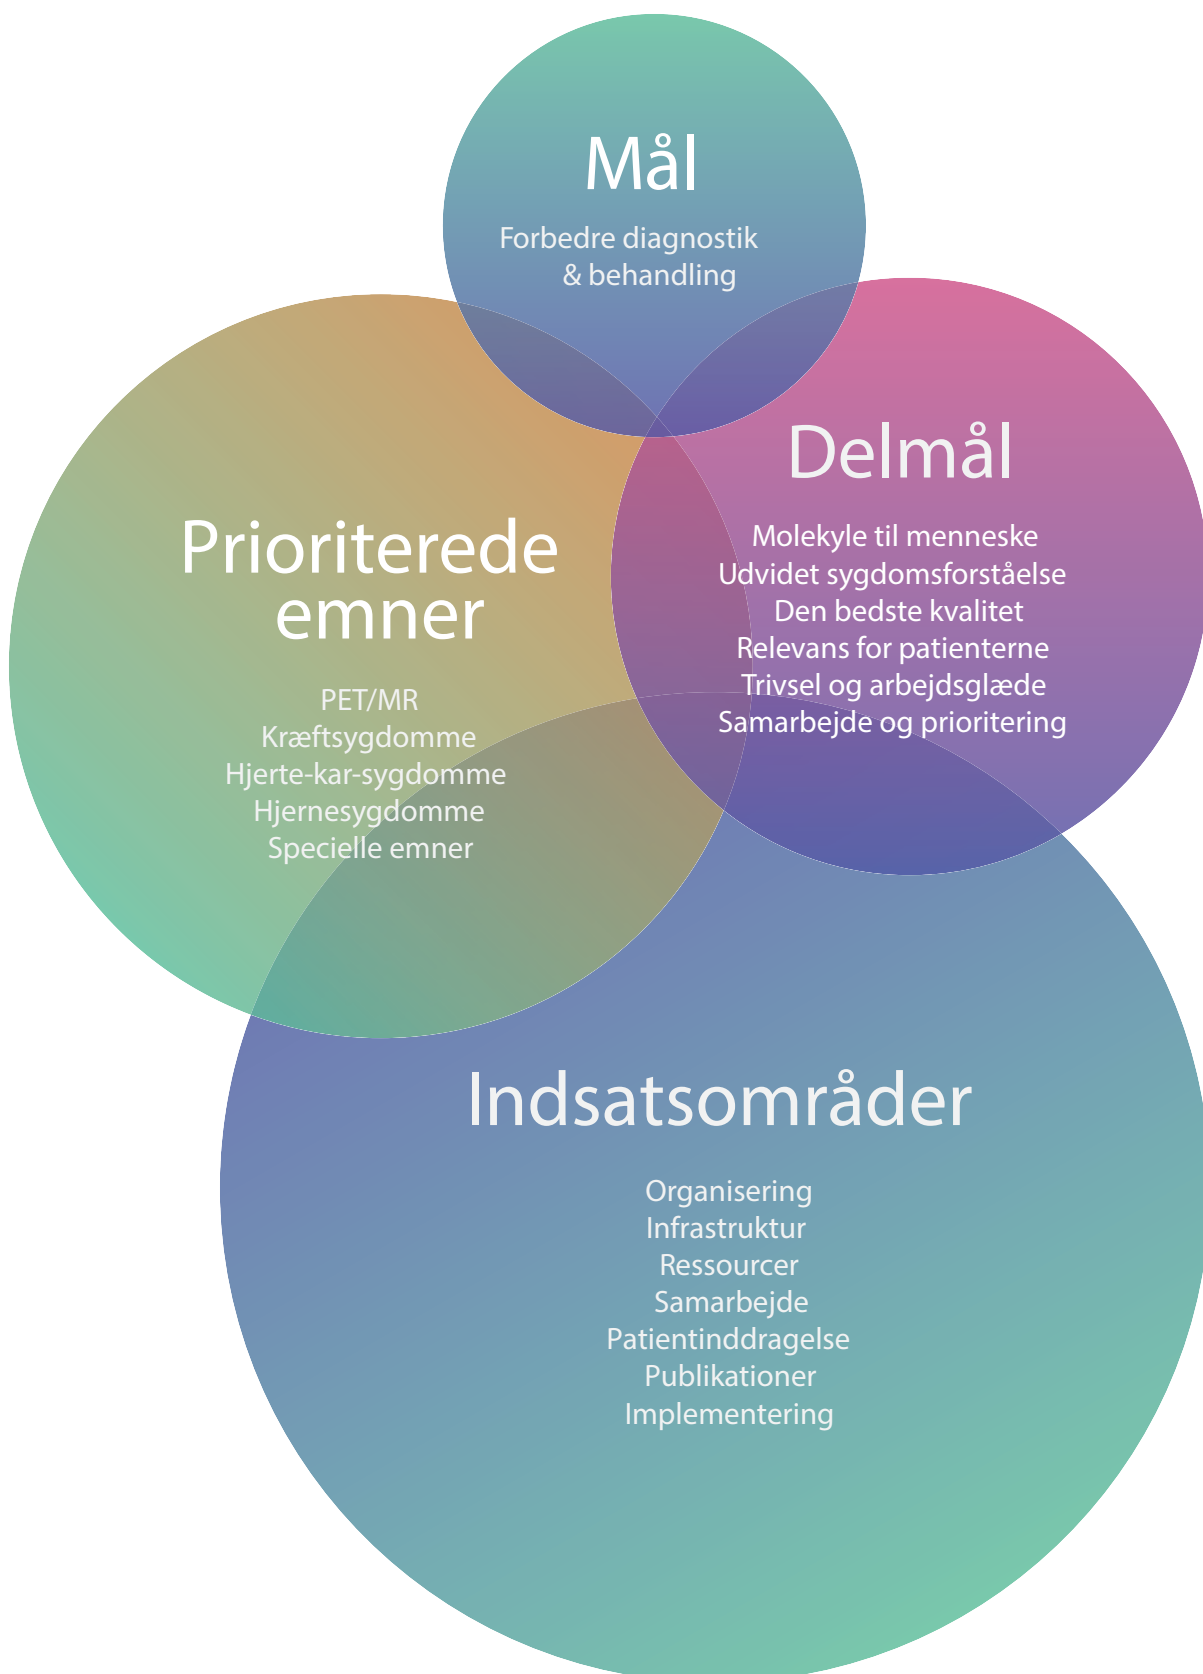 Mål
Forbedre diagnostik
& behandling
Delmål
Molekyle til menneske
Udvidet sygdomsforståelse
Den bedste kvalitet
Relevans for patienterne
Trivsel og arbejdsglæde
Samarbejde og prioritering
Prioriterede
emner
PET/MR
Kræftsygdomme
Hjerte-kar-sygdomme
Hjernesygdomme
Specielle emner
Indsatsområder
Organisering
Infrastruktur
Ressourcer
Samarbejde
Patientinddragelse
Publikationer
Implementering